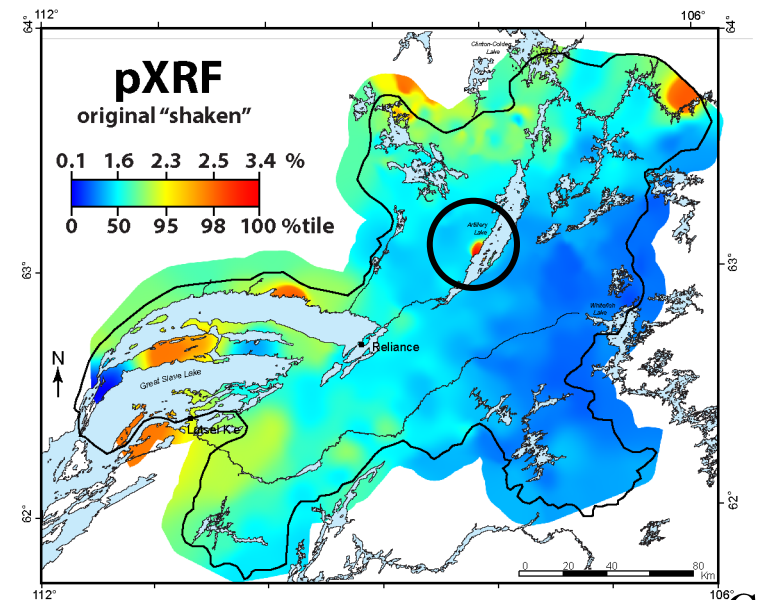 112°
106°
64°
64°
pXRF
original “shaken”
0.1 1.6 2.3 2.5 3.4 %
0 50 95 98 100 %tile
Clinton-Colden
Lake
Artillery
Lake
63°
63°
Whitefish
Lake
N
Reliance
Great Slave Lake
Lutsel K'e
62°
62°
0 20 40 80
Km
112°
106°